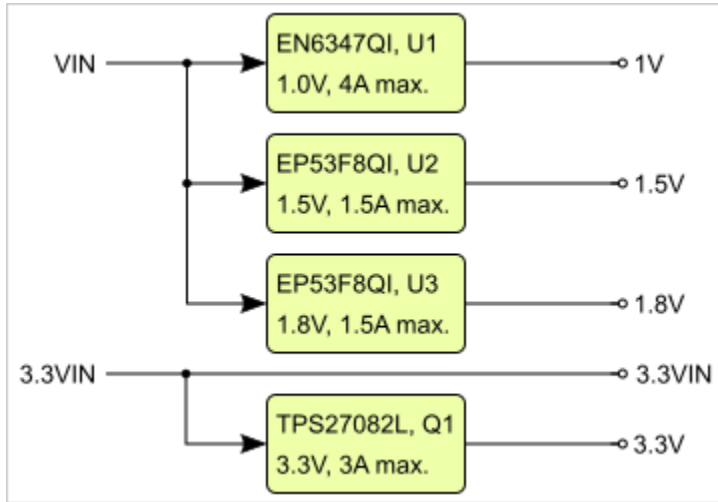 VIN
EN6347QI, U1
1.0V, 4A max.
1V
EP53F8QI, U2
1.5V, 1.5A max.
1.5V
EP53F8QI, U3
1.8V, 1.5A max.
1.8V
3.3VIN
3.3VIN
TPS27082L, Q1
3.3V, 3A max.
3.3V